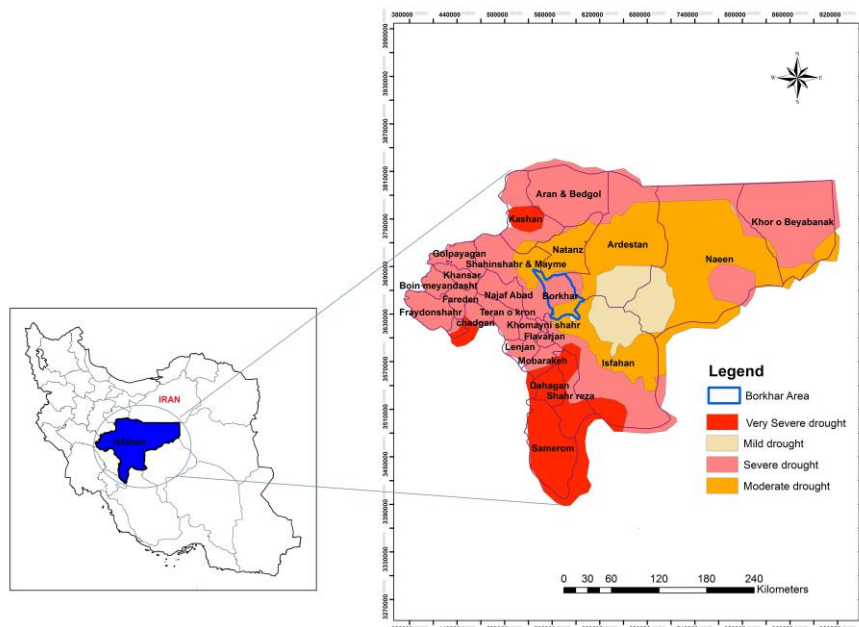 380000 440000 500000 560000 620000 680000 740000 800000 860000 920000
3990000
3930000
3870000
3810000
3750000
3690000
3630000
3570000
3510000
3450000
3390000
3330000
3270000
N
W E
S
Aran & Bedgol
Kashan
Khor o Beyabanak
Natanz
Ardestan
Naeen
Golpayagan
Shahinshahr & Mayme
Khansar
Boin meyandasht
Fareden
Najaf Abad
Borkhar
Fraydonshahr
Teran o kron
chadgan
Khomayni shahr
Flavarjan
Lenjan
Mobarakeh
Isfahan
Dahagan
Shahr reza
Samerom
Legend
Borkhar Area
Very Severe drought
Mild drought
Severe drought
Moderate drought
0 30 60 120 180 240
Kilometers
IRAN
Isfahan